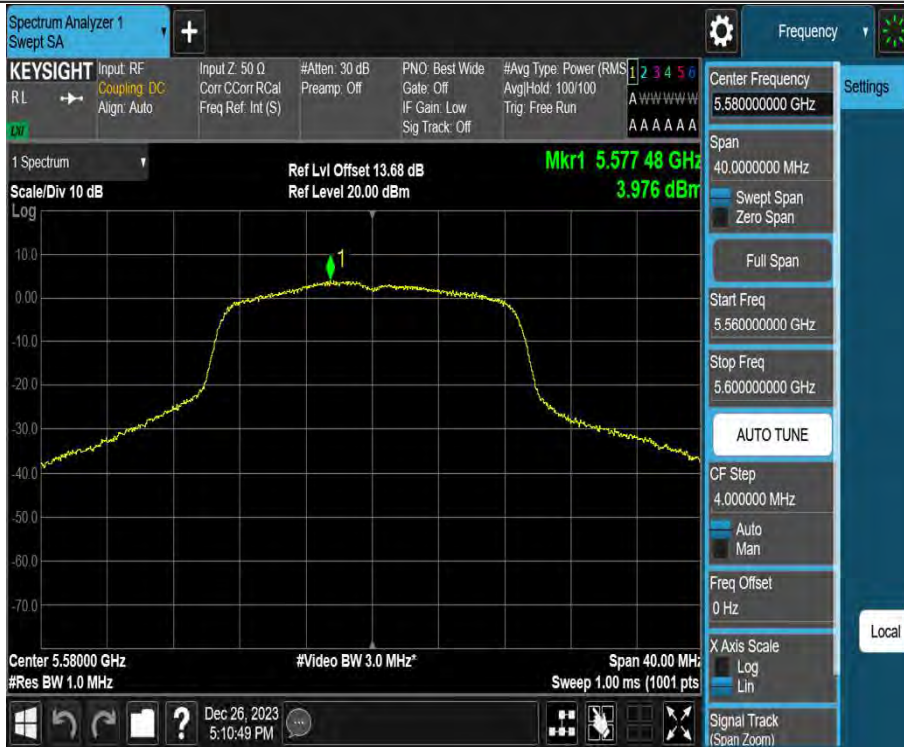 Spectrum Analyzer 1
Swept SA
+
Frequency
KEYSIGHT
RL
LXI
Input: RF
Coupling: DC
Align: Auto
Input Z: 50 Ω
Corr CCorr RCal
Freq Ref: Int (S)
#Atten: 30 dB
Preamp: Off
PNO: Best Wide
Gate: Off
IF Gain: Low
Sig Track: Off
#Avg Type: Power (RMS
Avg|Hold: 100/100
Trig: Free Run
1 2 3 4 5 6
A W W W W W
A A A A A A
1 Spectrum
Scale/Div 10 dB
Log
Ref Lvl Offset 13.68 dB
Ref Level 20.00 dBm
Mkr1 5.577 48 GHz
3.976 dBm
1
10.0
0.00
-10.0
-20.0
-30.0
-40.0
-50.0
-60.0
-70.0
Center 5.58000 GHz
#Res BW 1.0 MHz
#Video BW 3.0 MHz*
Span 40.00 MHz
Sweep 1.00 ms (1001 pts
?
Dec 26, 2023
5:10:49 PM
Center Frequency
5.580000000 GHz
Span
40.0000000 MHz
Swept Span
Zero Span
Full Span
Start Freq
5.560000000 GHz
Stop Freq
5.600000000 GHz
AUTO TUNE
CF Step
4.000000 MHz
Auto
Man
Freq Offset
0 Hz
X Axis Scale
Log
Lin
Signal Track
(Span Zoom)
Settings
Local